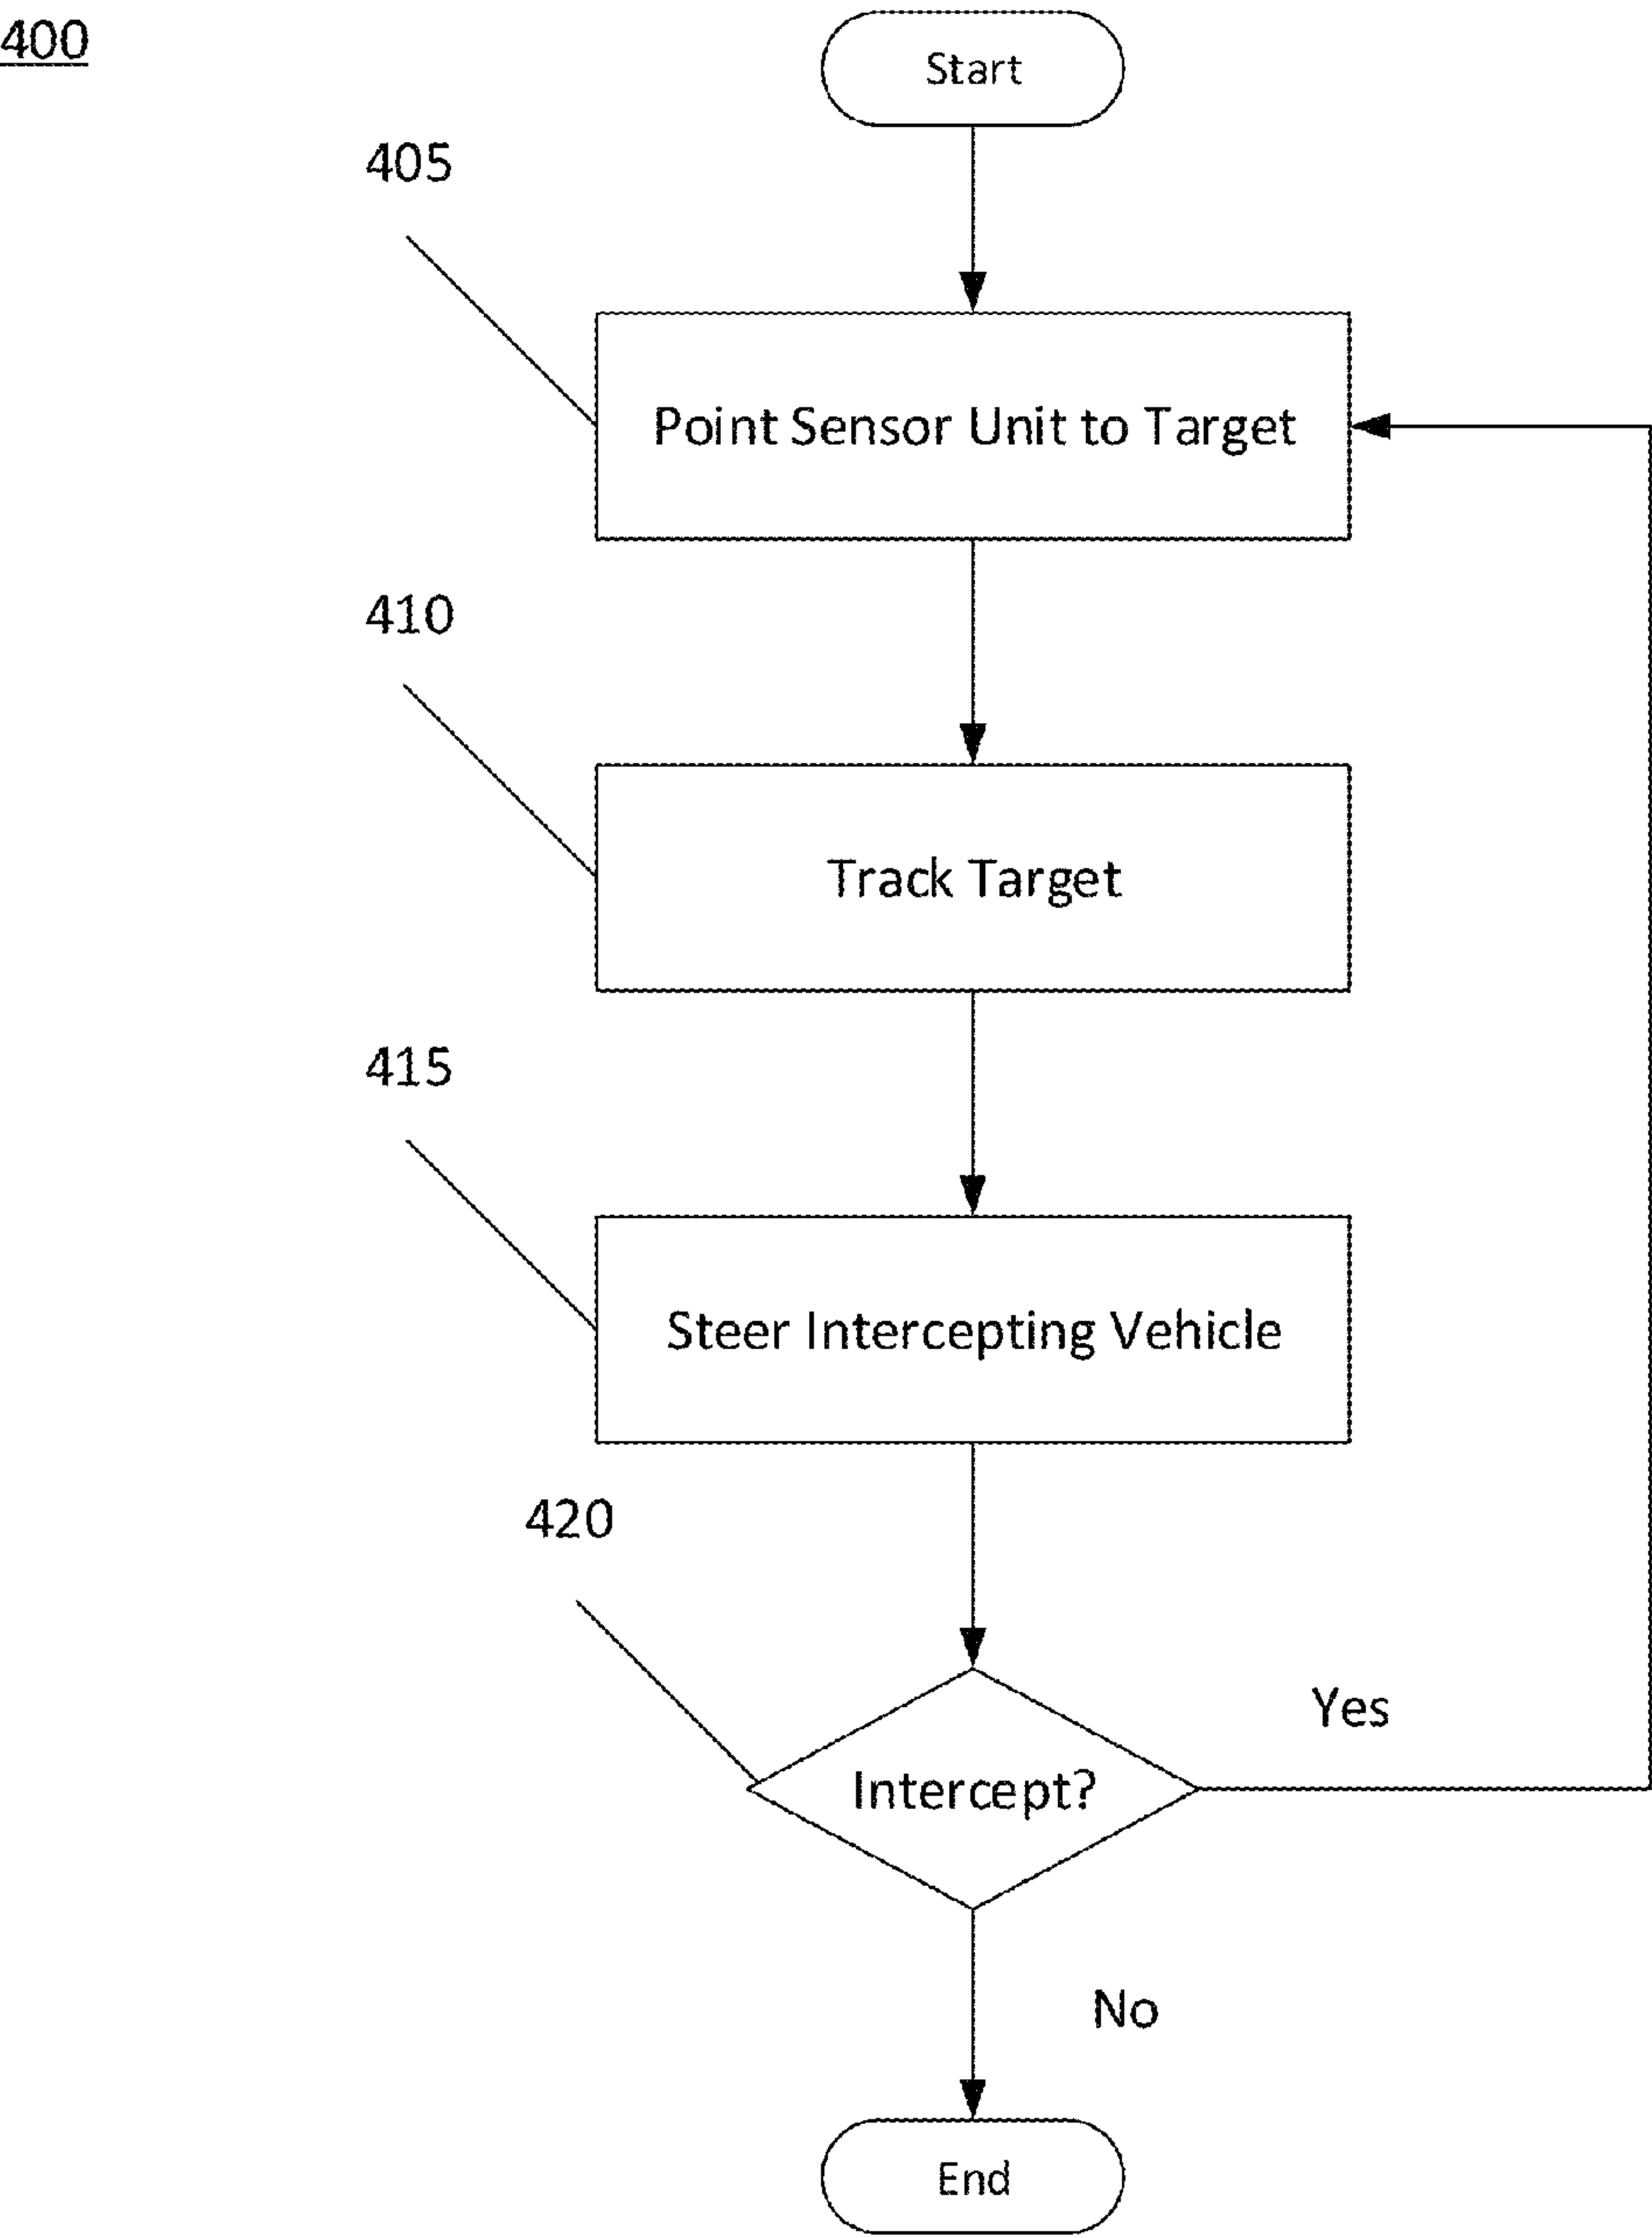 400
Start
405
Point Sensor Unit to Target
410
Track Target
415
Steer Intercepting Vehicle
420
Yes
Intercept?
No
End